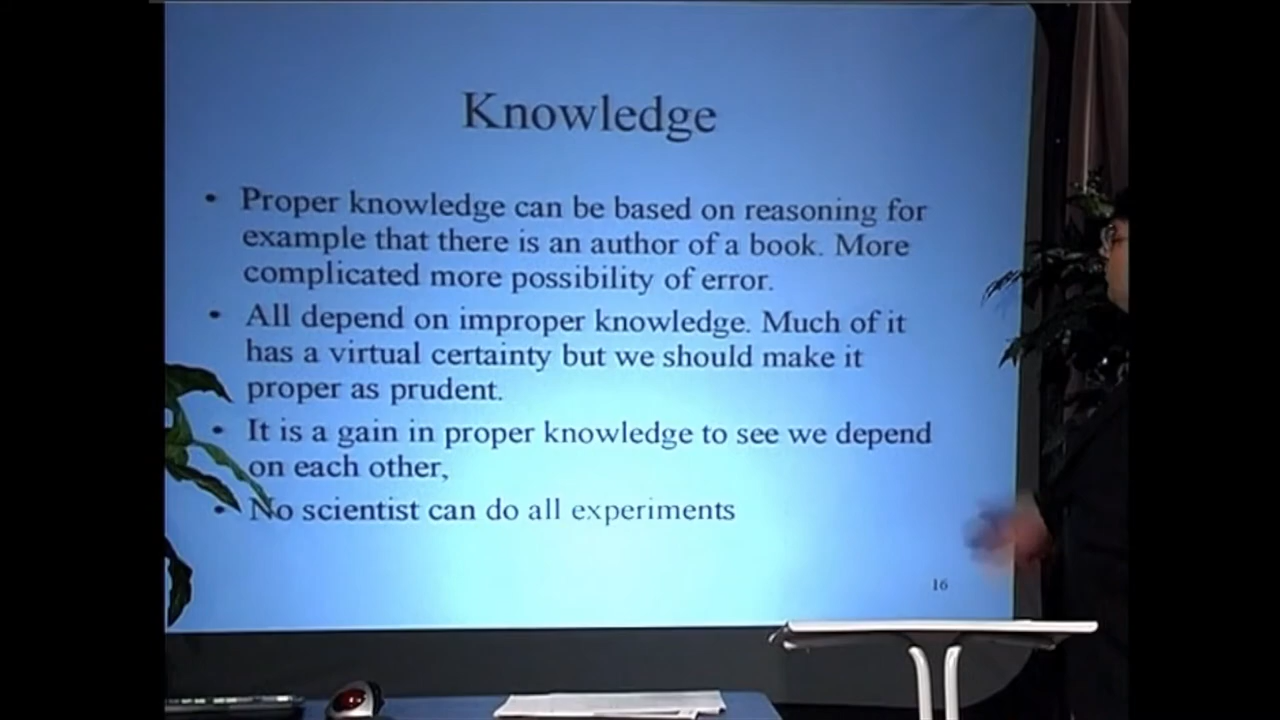 Knowledge
• Proper knowledge can be based on reasoning for
example that there is an author of a book. More
complicated more possibility of error.
• All depend on improper knowledge. Much of it
has a virtual certainty but we should make it
proper as prudent.
• It is a gain in proper knowledge to see we depend
on each other,
• No scientist can do all experiments
16